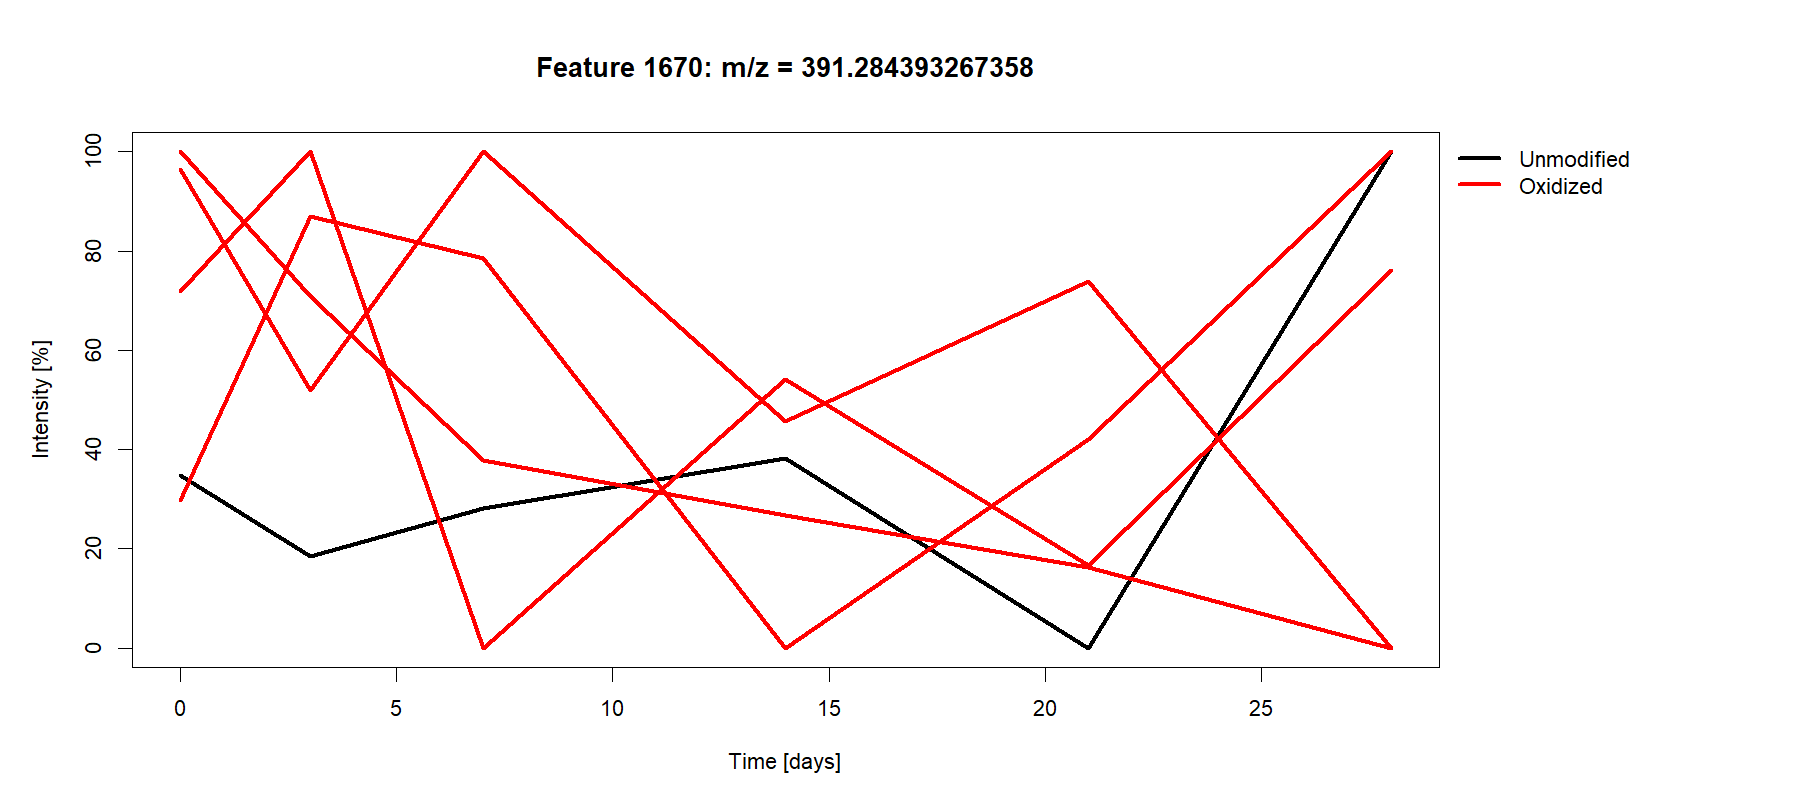 Feature 1670: m/z = 391.284393267358
Unmodified
Oxidized
100
80
60
40
20
0
Intensity [%]
0 5 10 15 20 25
Time [days]